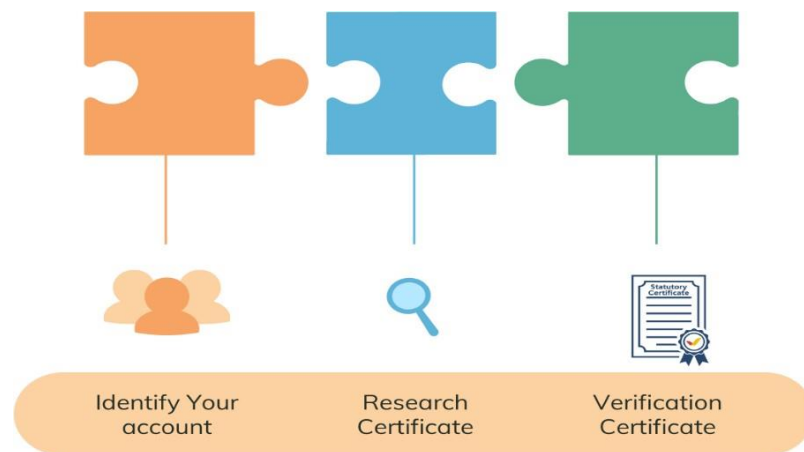 Statutory
Certificate
Identify Your
account
Research
Certificate
Verification
Certificate